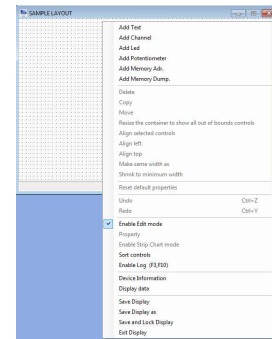 SAMPLE LAYOUT
Add Text
Add Channel
Add Led
Add Potentiometer
Add Memory Adr.
Add Memory Dump.
Delete
Copy
Move
Resize the container to show all out of bounds controls
Align selected controls
Align left
Align top
Make same width as
Shrink to minimum width
Reset default properties
Undo Ctrl+Z
Redo Ctrl+Y
Enable Edit mode
Property
Enable Strip Chart mode
Sort controls
Enable Log (F3,F10)
Device Information
Display data
Save Display
Save Display as
Save and Lock Display
Exit Display